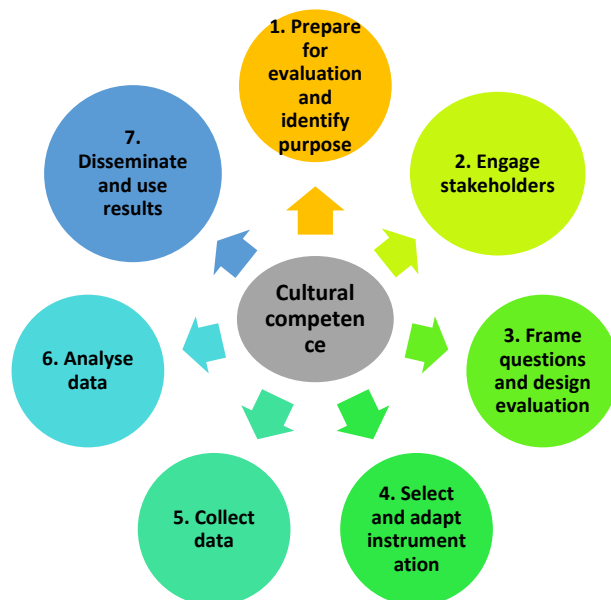 1. Prepare
for
evaluation
and
identify
purpose
2. Engage
stakeholders
3. Frame
questions
and design
evaluation
4. Select
and adapt
instrument
ation
5. Collect
data
6. Analyse
data
7.
Disseminate
and use
results
Cultural
competen
ce